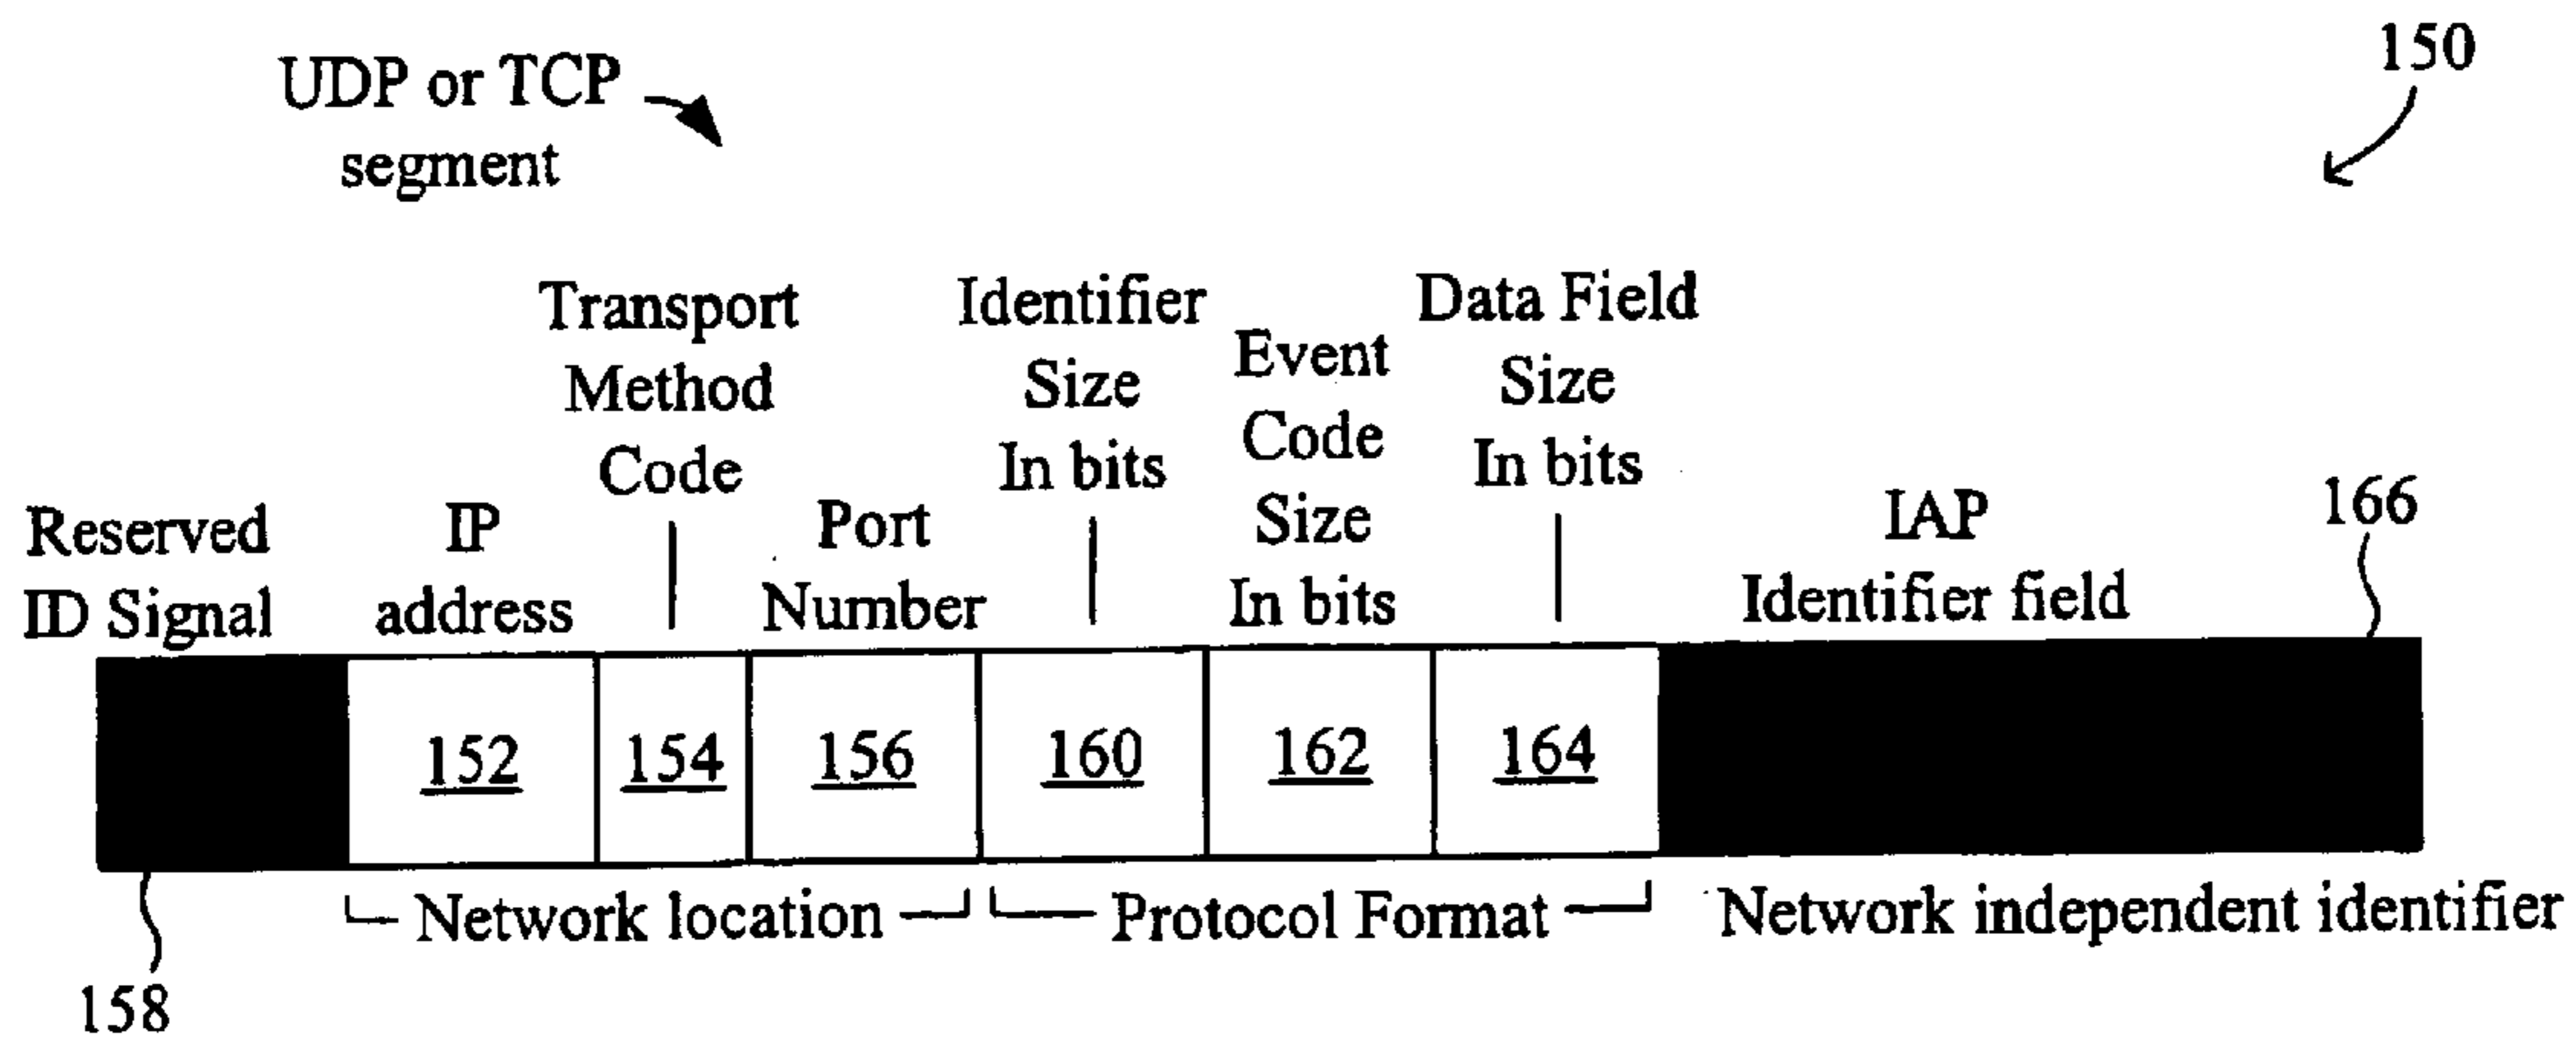 UDP or TCP
segment
150
Reserved
ID Signal
IP
address
Transport
Method
Code
Port
Number
Identifier
Size
In bits
Event
Code
Size
In bits
Data Field
Size
In bits
IAP
Identifier field
166
152 154 156 160 162 164
Network location Protocol Format Network independent identifier
158